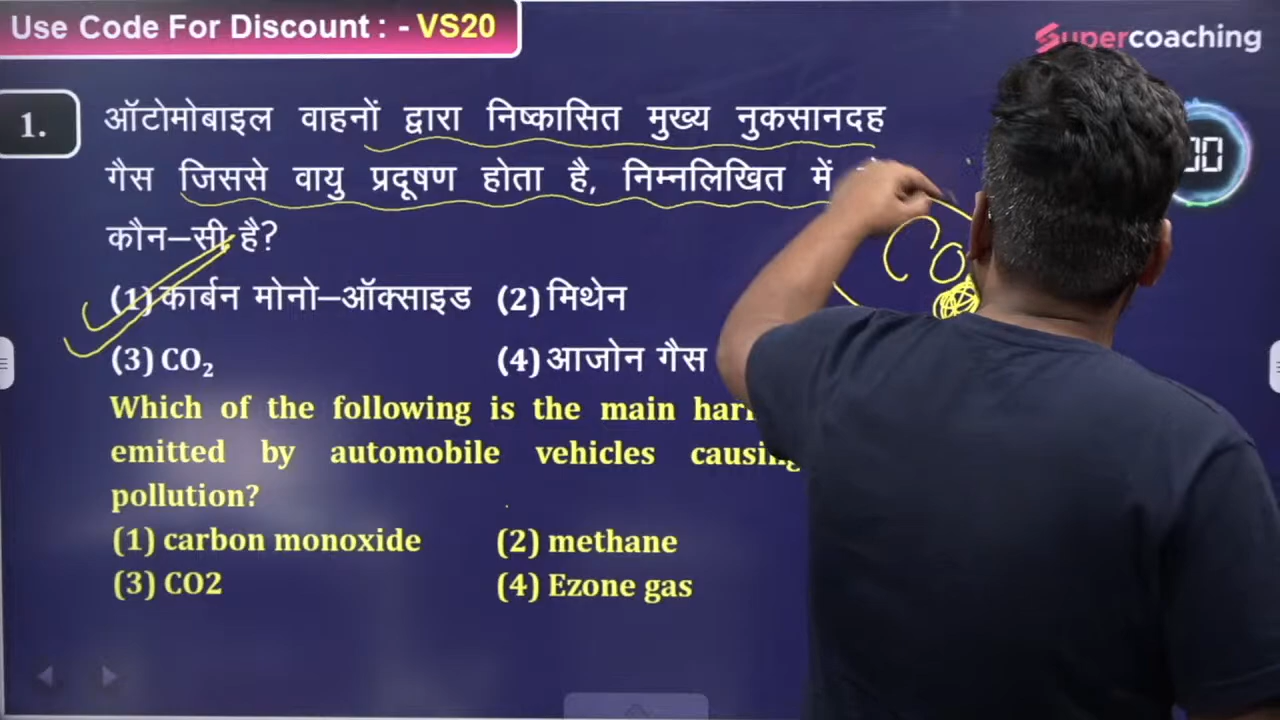 Use Code For Discount : - VS20
Supercoaching
1.
ऑटोमोबाइल वाहनों द्वारा निष्कासित मुख्य नुकसानदह
गैस जिससे वायु प्रदूषण होता है, निम्नलिखित में
कौन–सी है?
(1) कार्बन मोनो–ऑक्साइड (2) मिथेन
(3) CO₂ (4) आजोन गैस
CO
Which of the following is the main
emitted by automobile vehicles causing
pollution?
(1) carbon monoxide (2) methane
(3) CO2 (4) Ezone gas